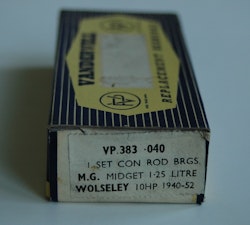 VANDERVELL
VP
REPLACEMENT BEARINGS
VP.383 .040
1 SET CON ROD BRGS.
M.G. MIDGET 1·25 LITRE
WOLSELEY 10HP 1940-52